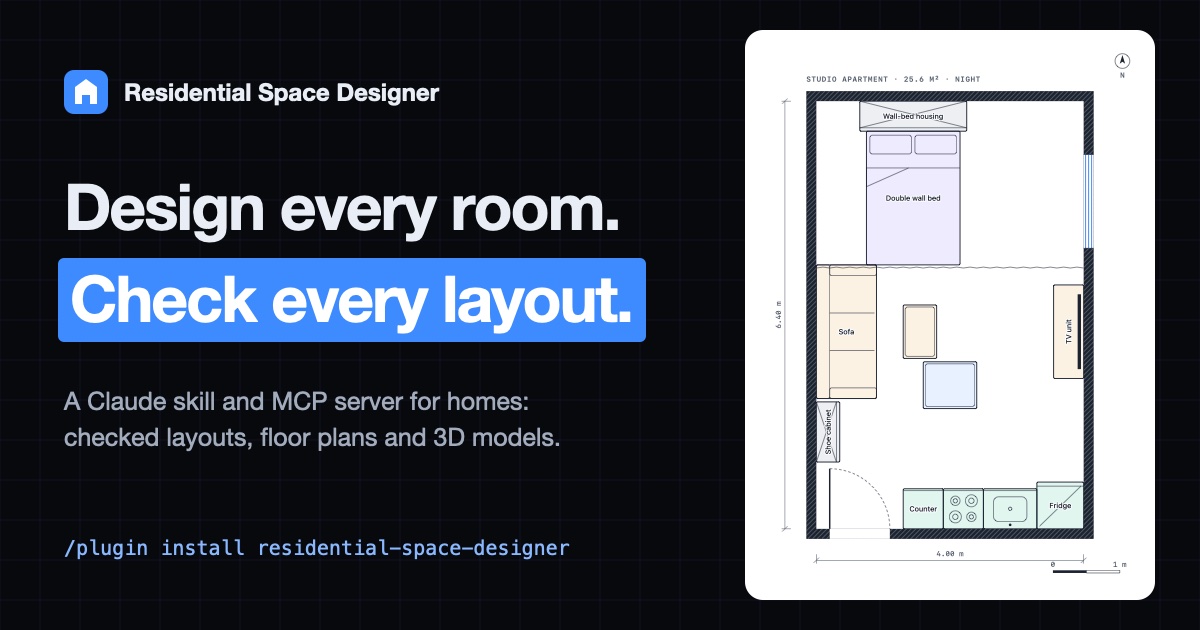 Residential Space Designer
Design every room.
Check every layout.
A Claude skill and MCP server for homes:
checked layouts, floor plans and 3D models.
/plugin install residential-space-designer
N
STUDIO APARTMENT · 25.6 M² · NIGHT
Wall-bed housing
Double wall bed
6.40 m
Sofa
TV unit
Shoe cabinet
Counter
Fridge
4.00 m
0 1 m